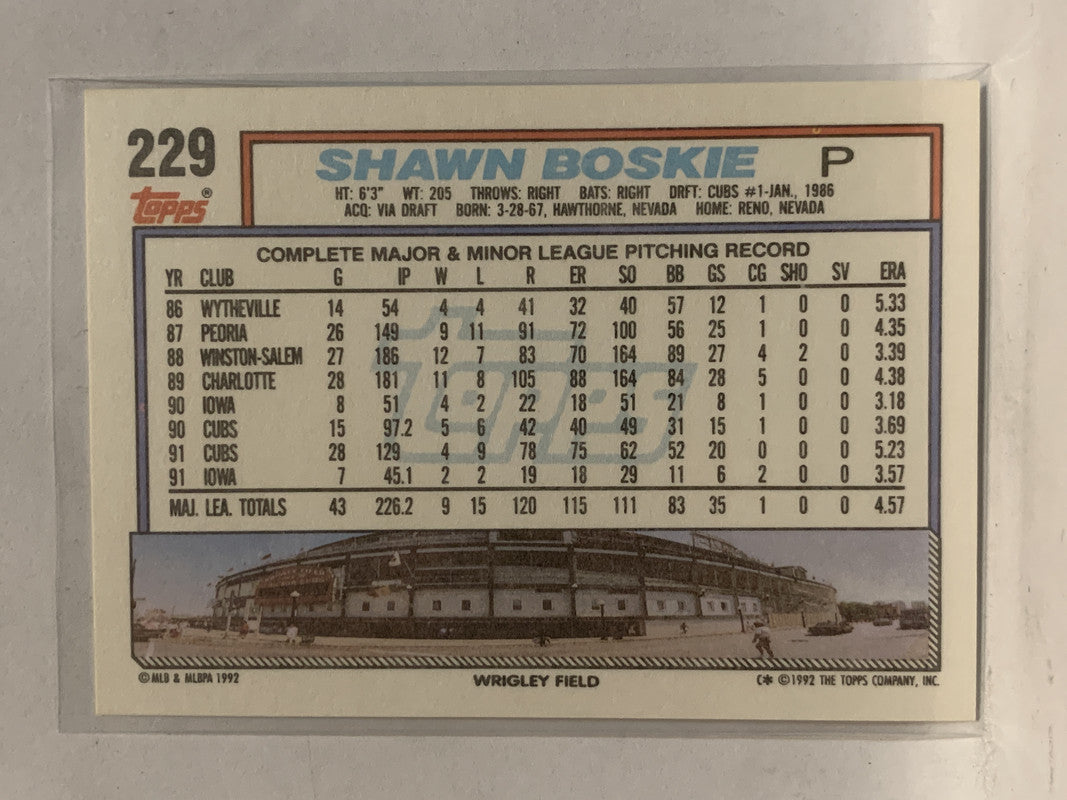 229
Topps®
SHAWN BOSKIE P
HT: 6'3" WT: 205 THROWS: RIGHT BATS: RIGHT DRFT: CUBS #1-JAN., 1986
ACQ: VIA DRAFT BORN: 3-28-67, HAWTHORNE, NEVADA HOME: RENO, NEVADA
COMPLETE MAJOR & MINOR LEAGUE PITCHING RECORD
YR CLUB G IP W L R ER SO BB GS CG SHO SV ERA
86 WYTHEVILLE 14 54 4 4 41 32 40 57 12 1 0 0 5.33
87 PEORIA 26 149 9 11 91 72 100 56 25 1 0 0 4.35
88 WINSTON-SALEM 27 186 12 7 83 70 164 89 27 4 2 0 3.39
89 CHARLOTTE 28 181 11 8 105 88 164 84 28 5 0 0 4.38
90 IOWA 8 51 4 2 22 18 51 21 8 1 0 0 3.18
90 CUBS 15 97.2 5 6 42 40 49 31 15 1 0 0 3.69
91 CUBS 28 129 4 9 78 75 62 52 20 0 0 0 5.23
91 IOWA 7 45.1 2 2 19 18 29 11 6 2 0 0 3.57
MAJ. LEA. TOTALS 43 226.2 9 15 120 115 111 83 35 1 0 0 4.57
Topps
© MLB & MLBPA 1992
WRIGLEY FIELD
C* © 1992 THE TOPPS COMPANY, INC.